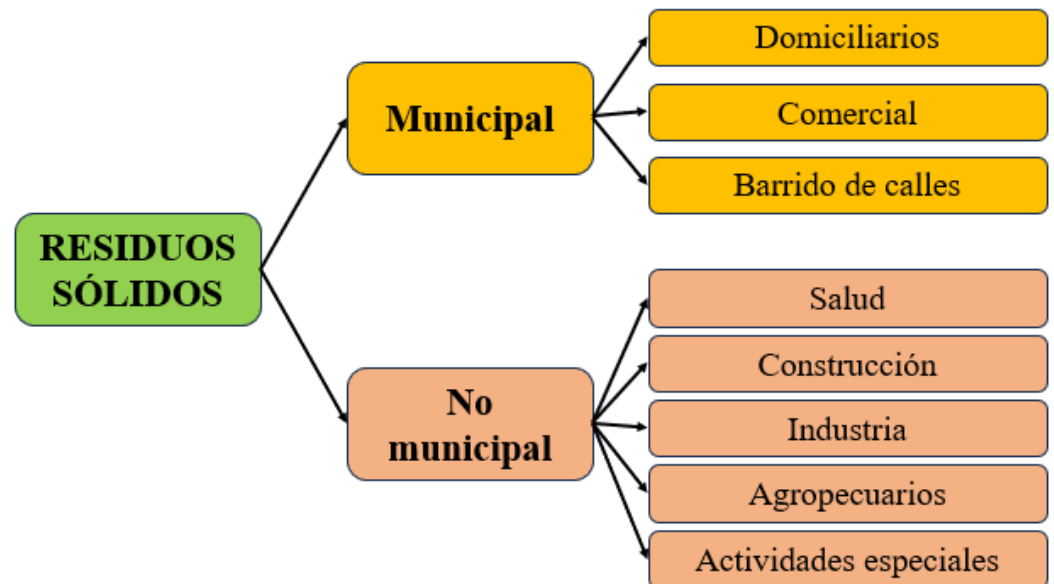 RESIDUOS
SÓLIDOS
Municipal
Domiciliarios
Comercial
Barrido de calles
No
municipal
Salud
Construcción
Industria
Agropecuarios
Actividades especiales